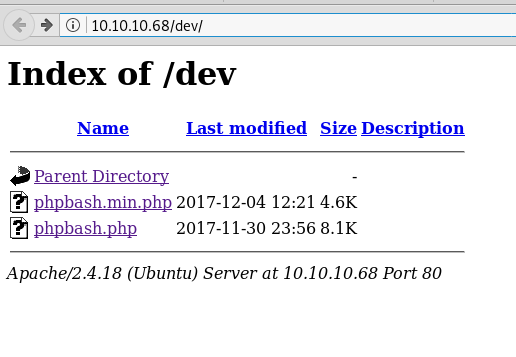 10.10.10.68/dev/
Index of /dev
Name Last modified Size Description
Parent Directory -
phpbash.min.php 2017-12-04 12:21 4.6K
phpbash.php 2017-11-30 23:56 8.1K
Apache/2.4.18 (Ubuntu) Server at 10.10.10.68 Port 80